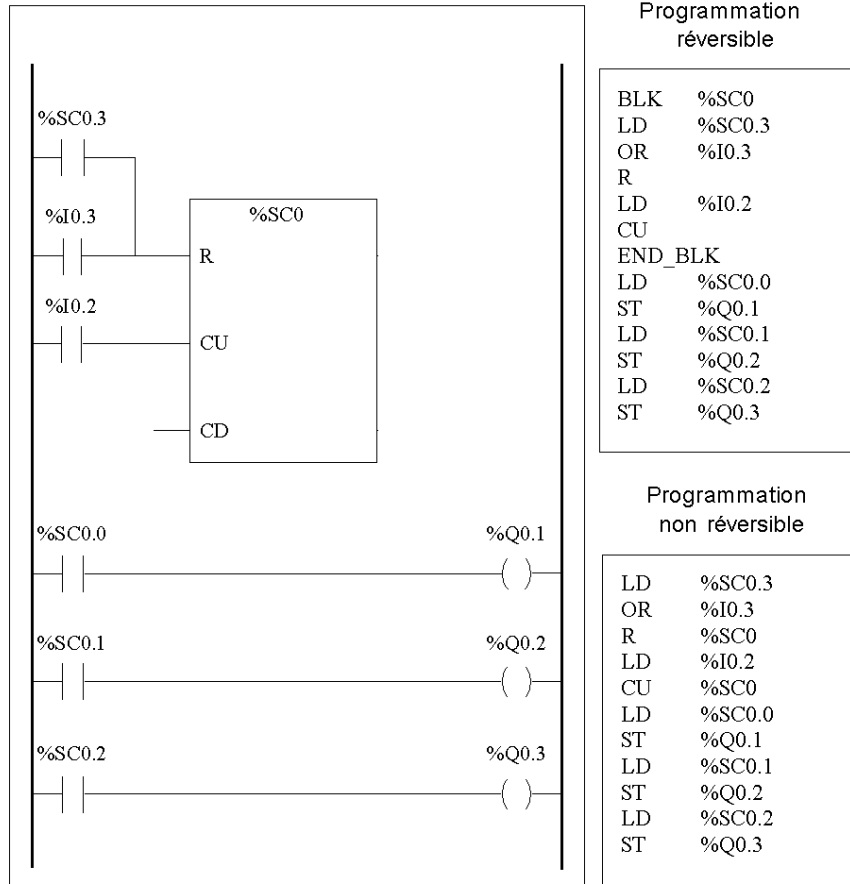 %SC0.3
%I0.3
%SC0
R
%I0.2
CU
CD
%SC0.0 %Q0.1
%SC0.1 %Q0.2
%SC0.2 %Q0.3
Programmation
réversible
BLK %SC0
LD %SC0.3
OR %I0.3
R
LD %I0.2
CU
END_BLK
LD %SC0.0
ST %Q0.1
LD %SC0.1
ST %Q0.2
LD %SC0.2
ST %Q0.3
Programmation
non réversible
LD %SC0.3
OR %I0.3
R %SC0
LD %I0.2
CU %SC0
LD %SC0.0
ST %Q0.1
LD %SC0.1
ST %Q0.2
LD %SC0.2
ST %Q0.3